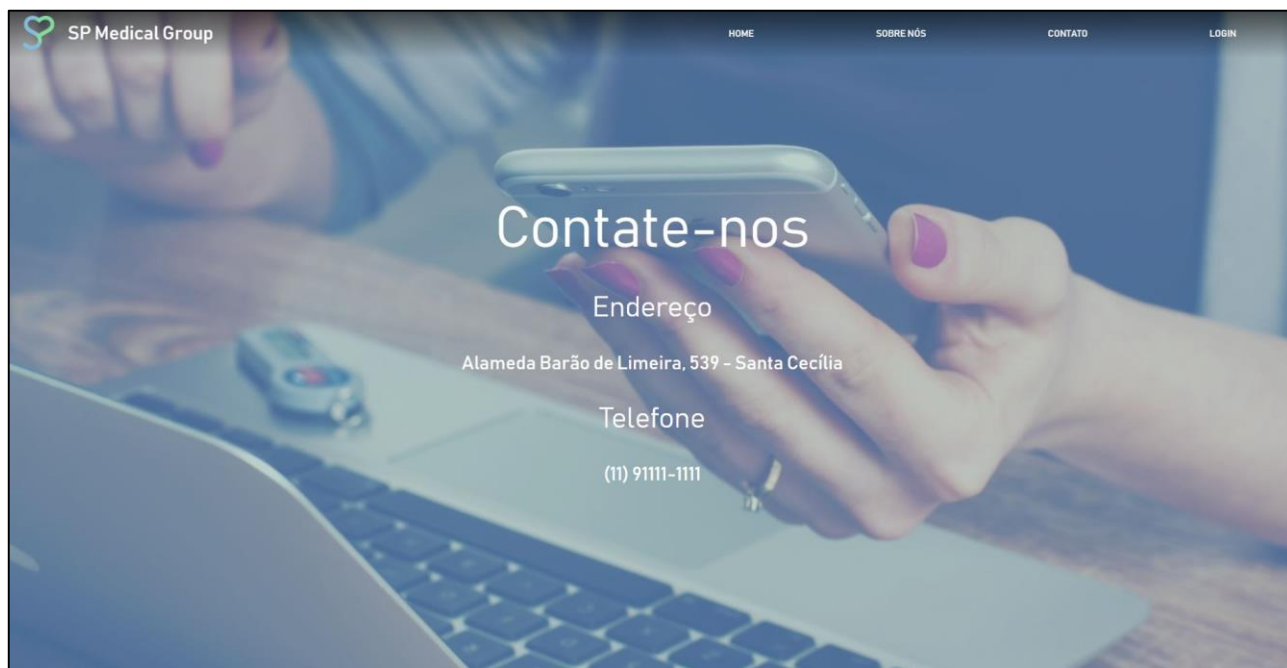 SP Medical Group
HOME
SOBRE NÓS
CONTATO
LOGIN
Contate-nos
Endereço
Alameda Barão de Limeira, 539 - Santa Cecília
Telefone
(11) 91111-1111